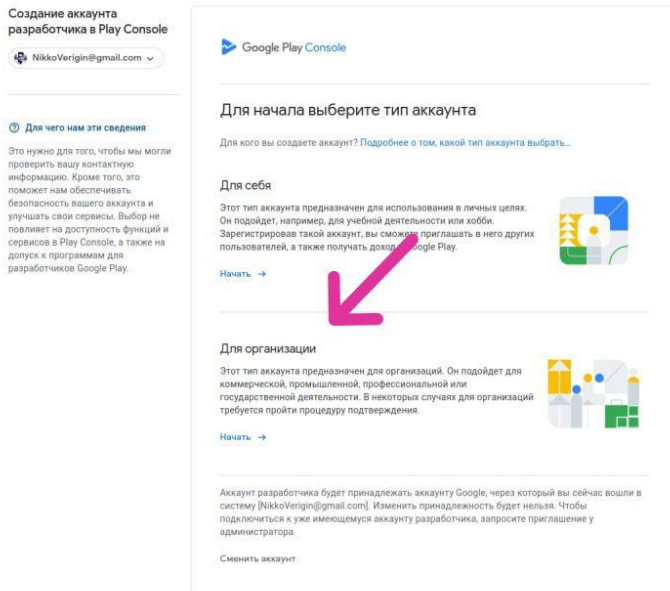 Создание аккаунта
разработчика в Play Console
NikkoVerigin@gmail.com
Для чего нам эти сведения
Это нужно для того, чтобы мы могли
проверить вашу контактную
информацию. Кроме того, это
поможет нам обеспечивать
безопасность вашего аккаунта и
улучшать свои сервисы. Выбор не
повлияет на доступность функций и
сервисов в Play Console, а также на
допуск к программам для
разработчиков Google Play.
Google Play Console
Для начала выберите тип аккаунта
Для кого вы создаете аккаунт? Подробнее о том, какой тип аккаунта выбрать…
Для себя
Этот тип аккаунта предназначен для использования в личных целях.
Он подойдет, например, для учебной деятельности или хобби.
Зарегистрировав такой аккаунт, вы сможете приглашать в него других
пользователей, а также получать доход Google Play.
Начать →
Для организации
Этот тип аккаунта предназначен для организаций. Он подойдет для
коммерческой, промышленной, профессиональной или
государственной деятельности. В некоторых случаях для организаций
требуется пройти процедуру подтверждения.
Начать →
Аккаунт разработчика будет принадлежать аккаунту Google, через который вы сейчас вошли в
систему [NikkoVerigin@gmail.com]. Изменить принадлежность будет нельзя. Чтобы
подключиться к уже имеющемуся аккаунту разработчика, запросите приглашение у
администратора.
Сменить аккаунт